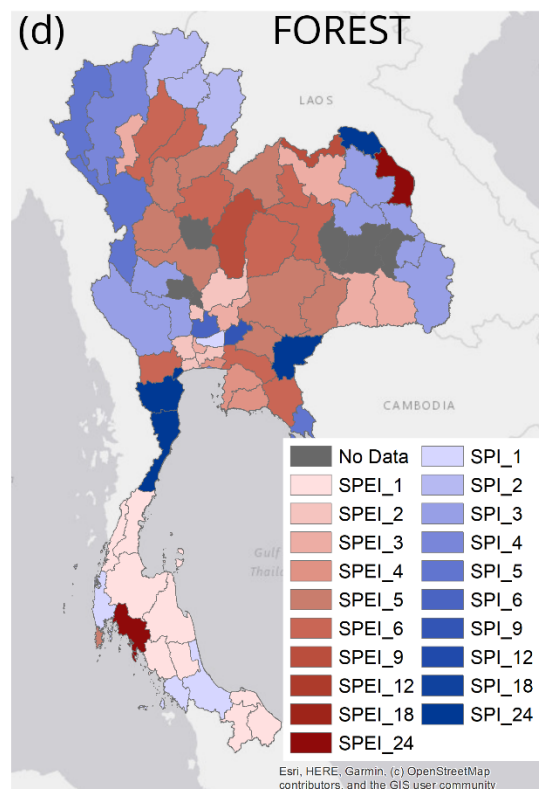 (d) FOREST
LAOS
CAMBODIA
Gulf
Thaila
No Data
SPEI_1
SPEI_2
SPEI_3
SPEI_4
SPEI_5
SPEI_6
SPEI_9
SPEI_12
SPEI_18
SPEI_24
SPI_1
SPI_2
SPI_3
SPI_4
SPI_5
SPI_6
SPI_9
SPI_12
SPI_18
SPI_24
Esri, HERE, Garmin, (c) OpenStreetMap
contributors, and the GIS user community